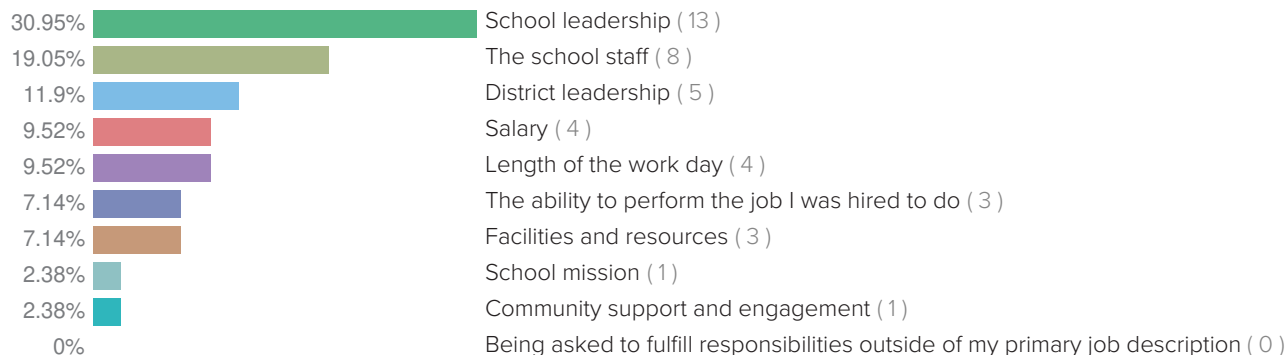 30.95% School leadership ( 13 )
19.05% The school staff ( 8 )
11.9% District leadership ( 5 )
9.52% Salary ( 4 )
9.52% Length of the work day ( 4 )
7.14% The ability to perform the job I was hired to do ( 3 )
7.14% Facilities and resources ( 3 )
2.38% School mission ( 1 )
2.38% Community support and engagement ( 1 )
0% Being asked to fulfill responsibilities outside of my primary job description ( 0 )